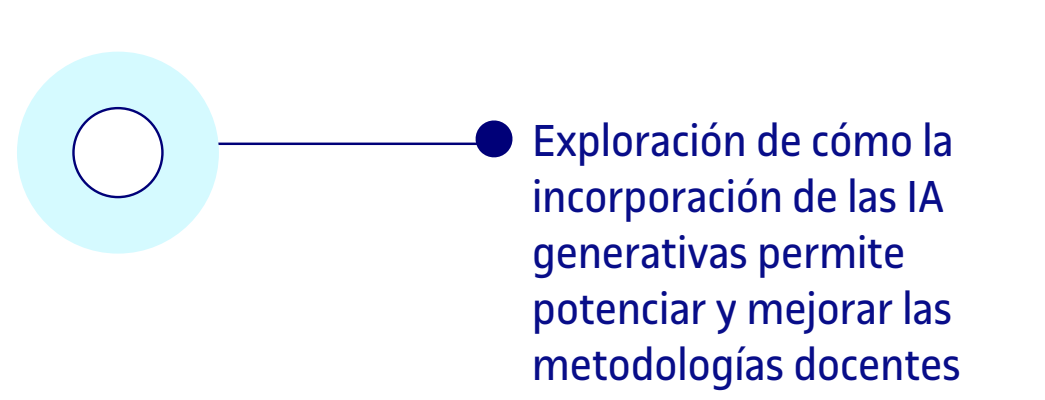 Exploración de cómo la
incorporación de las IA
generativas permite
potenciar y mejorar las
metodologías docentes